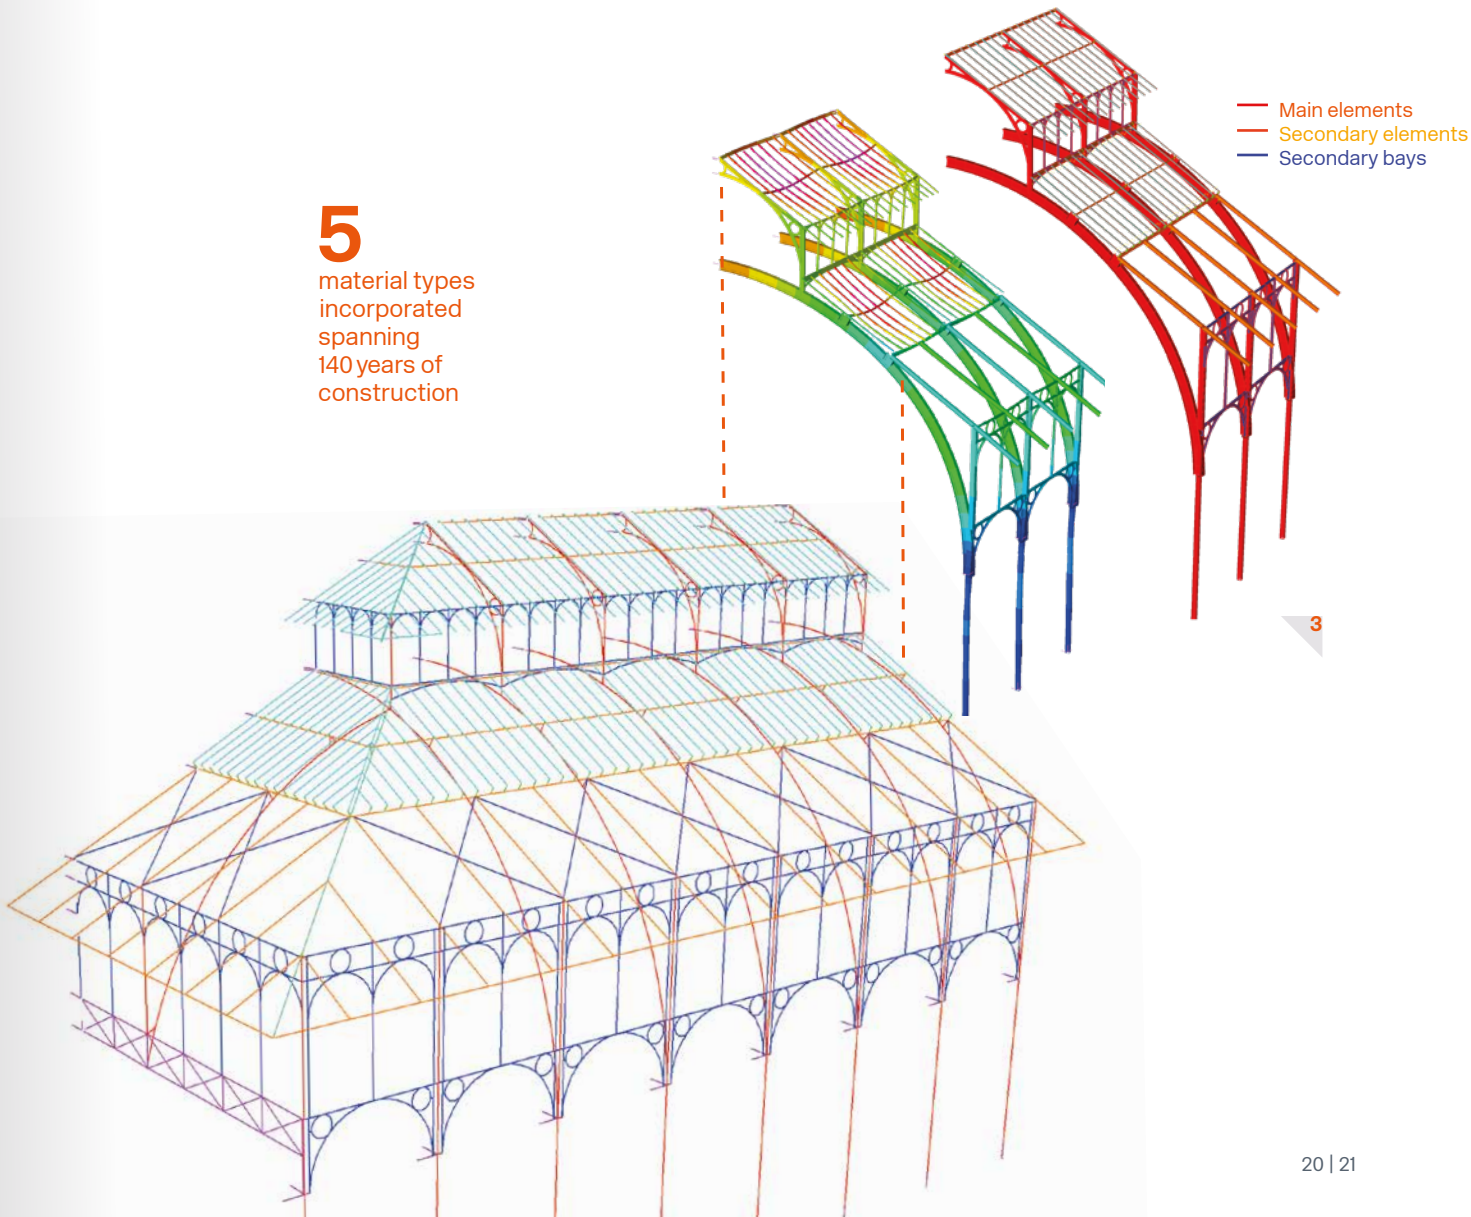 5
material types
incorporated
spanning
140 years of
construction
Main elements
Secondary elements
Secondary bays
3
20 | 21